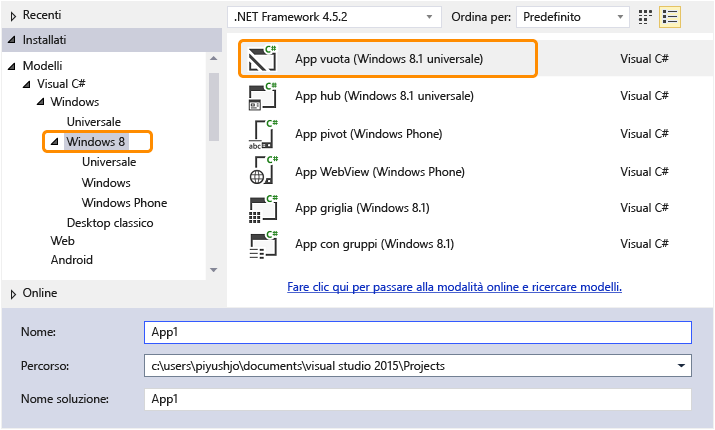 Recenti
Installati
Modelli
Visual C#
Windows
Universale
Windows 8
Universale
Windows
Windows Phone
Desktop classico
Web
Android
Online
.NET Framework 4.5.2 Ordina per: Predefinito
C# App vuota (Windows 8.1 universale) Visual C#
C# App hub (Windows 8.1 universale) Visual C#
C# abc App pivot (Windows Phone) Visual C#
C# App WebView (Windows Phone) Visual C#
C# App griglia (Windows 8.1) Visual C#
C# App con gruppi (Windows 8.1) Visual C#
Fare clic qui per passare alla modalità online e ricercare modelli.
Nome: App1
Percorso: c:\users\piyushjo\documents\visual studio 2015\Projects
Nome soluzione: App1